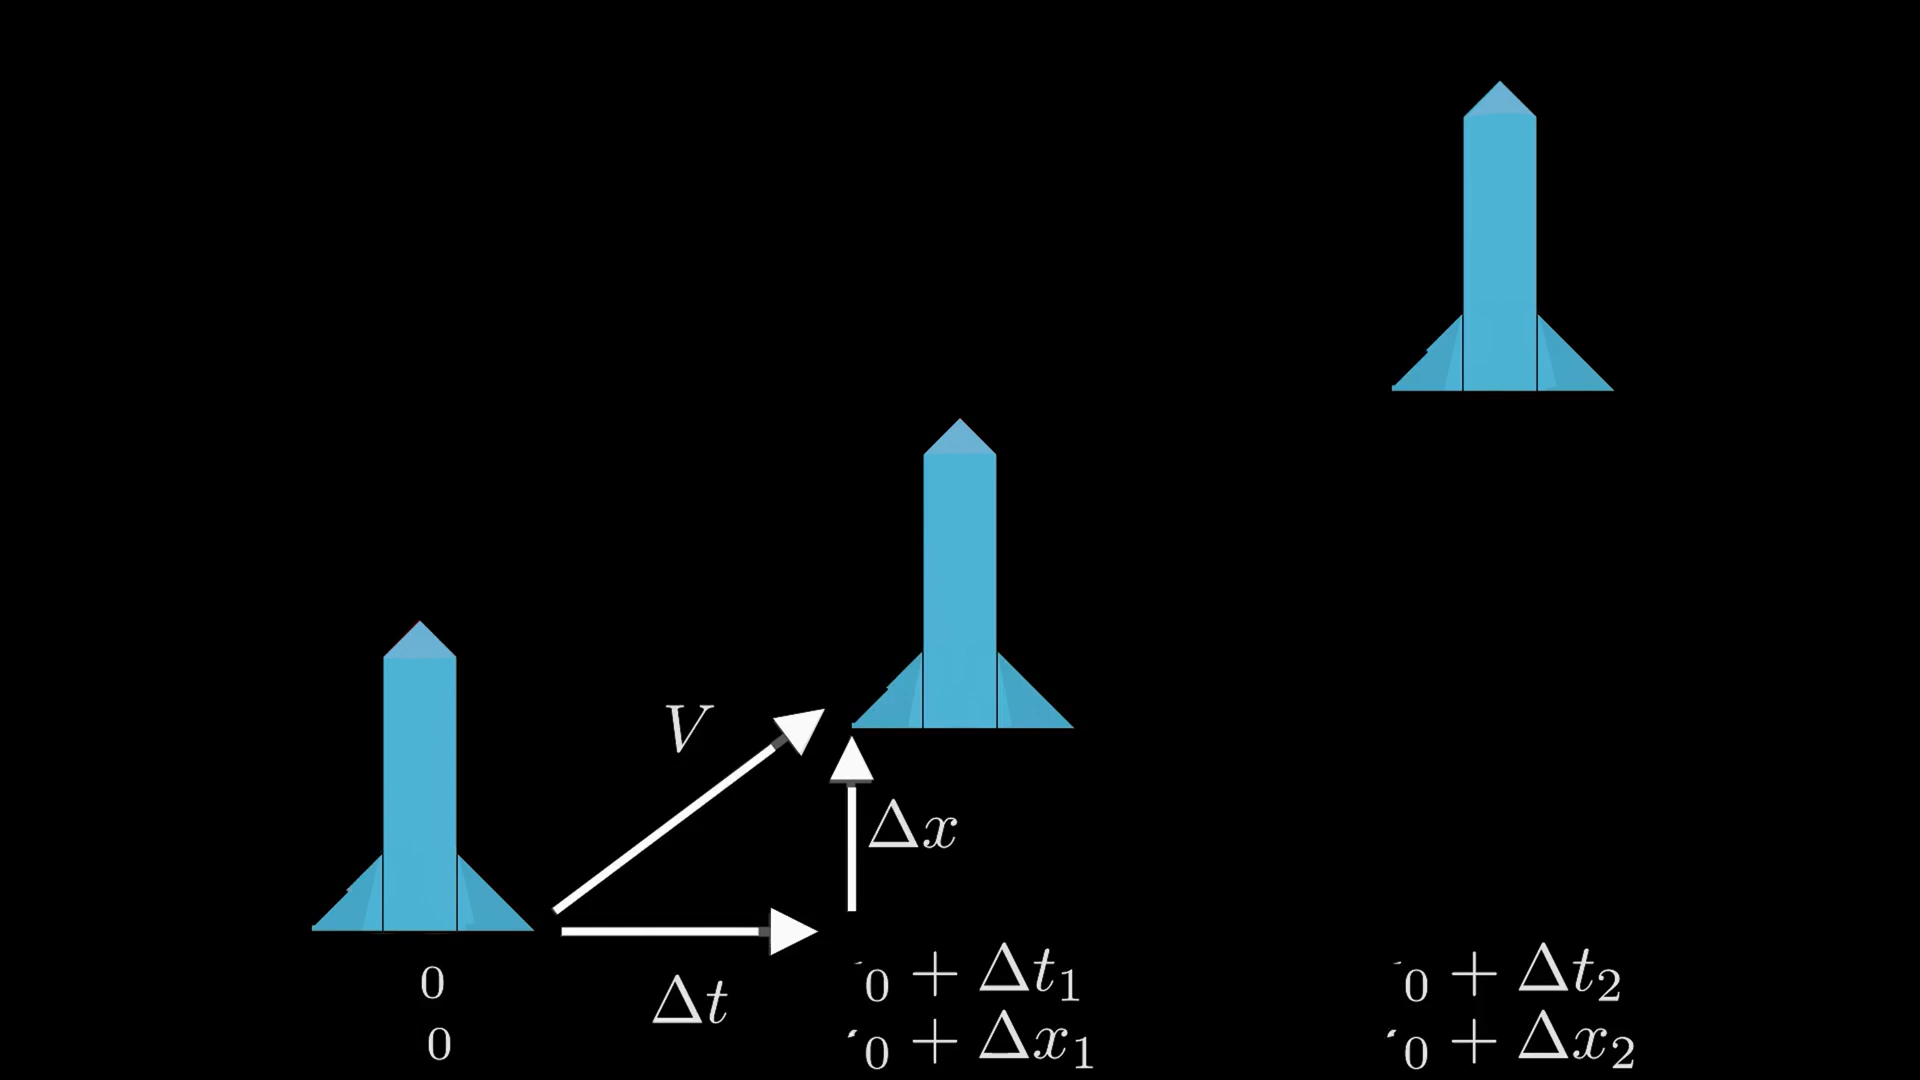 V
Δx
0
0
Δt
₀ + Δt₁
₀ + Δx₁
₀ + Δt₂
₀ + Δx₂